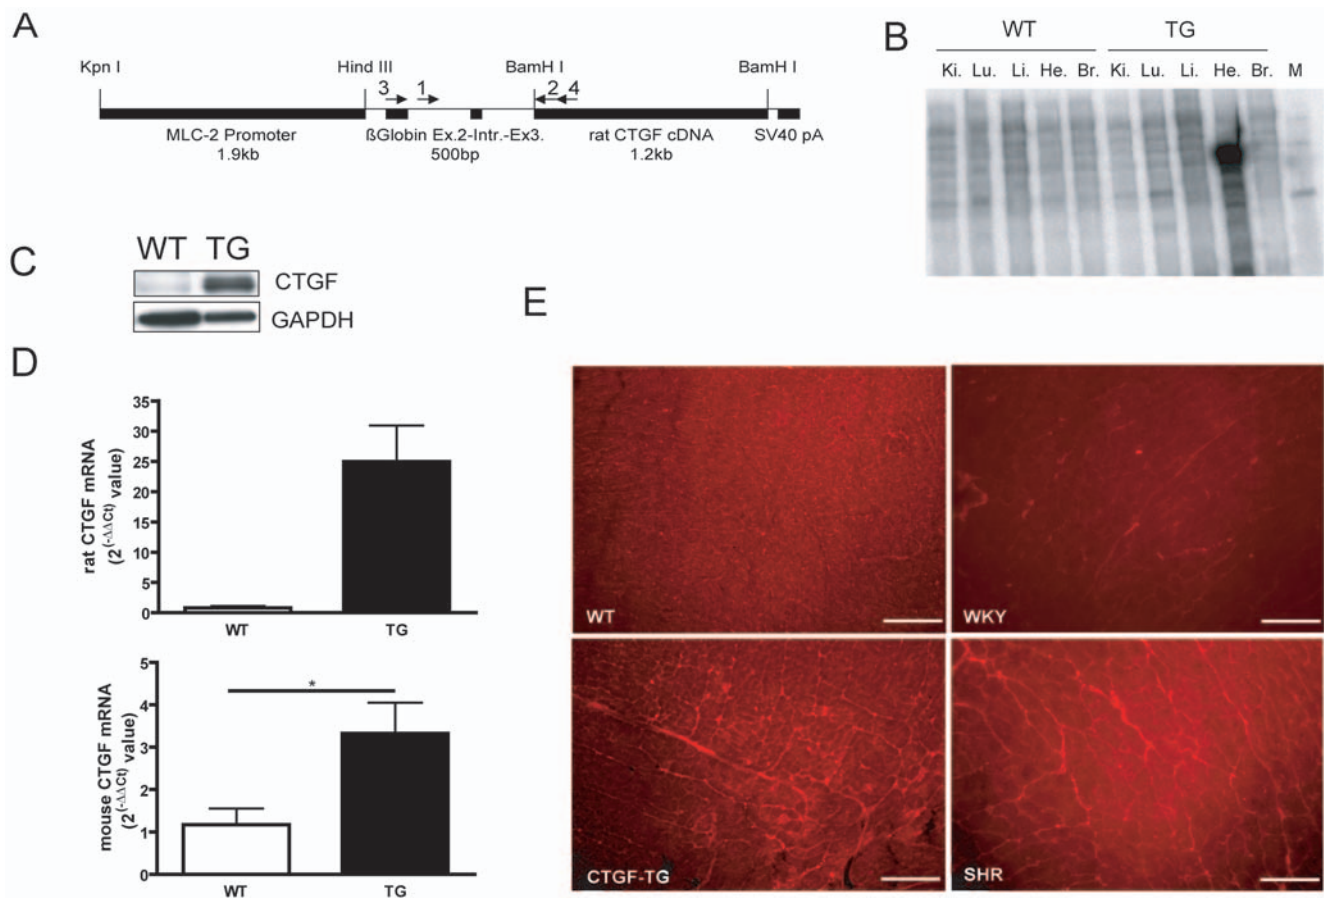 A
Kpn I
Hind III
BamH I
BamH I
3
1
2
4
MLC-2 Promoter
1.9kb
ßGlobin Ex.2-Intr.-Ex3.
500bp
rat CTGF cDNA
1.2kb
SV40 pA
B
WT
TG
Ki. Lu. Li. He. Br. Ki. Lu. Li. He. Br. M
C
WT TG
CTGF
GAPDH
D
rat CTGF mRNA
(2(-ΔΔCt) value)
35
30
25
20
15
10
5
0
WT
TG
mouse CTGF mRNA
(2(-ΔΔCt) value)
5
4
3
2
1
0
*
WT
TG
E
WT
WKY
CTGF-TG
SHR